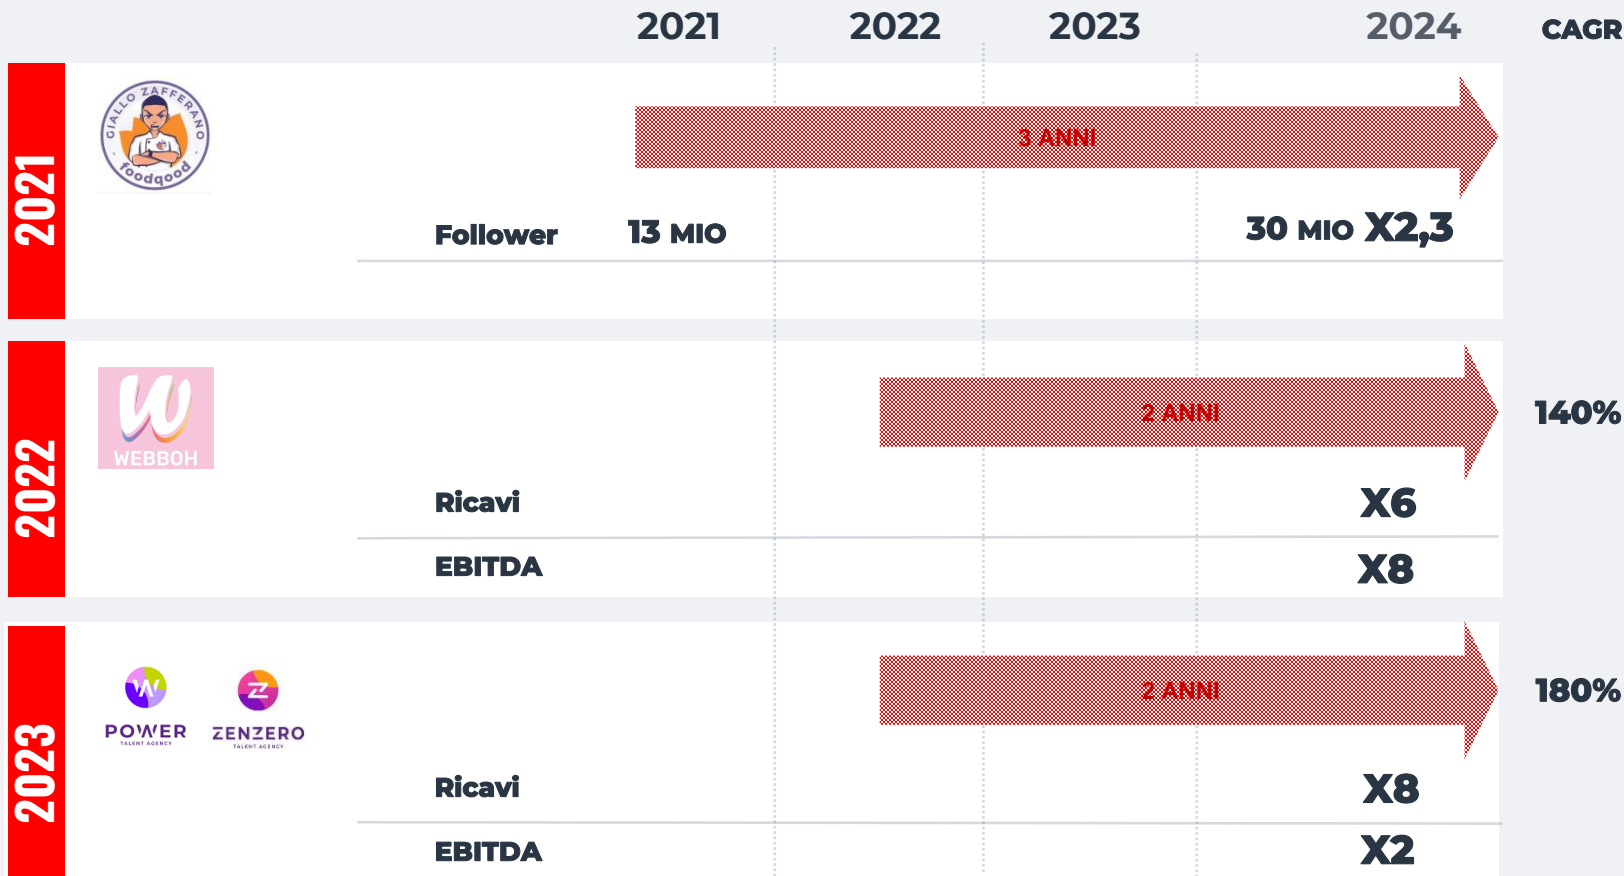 2021 2022 2023 2024 CAGR
2021
GIALLO ZAFFERANO
foodqood
3 ANNI
Follower 13 MIO 30 MIO X2,3
2022
WEBBOH
2 ANNI 140%
Ricavi X6
EBITDA X8
2023
POWER
TALENT AGENCY
ZENZERO
TALENT AGENCY
2 ANNI 180%
Ricavi X8
EBITDA X2